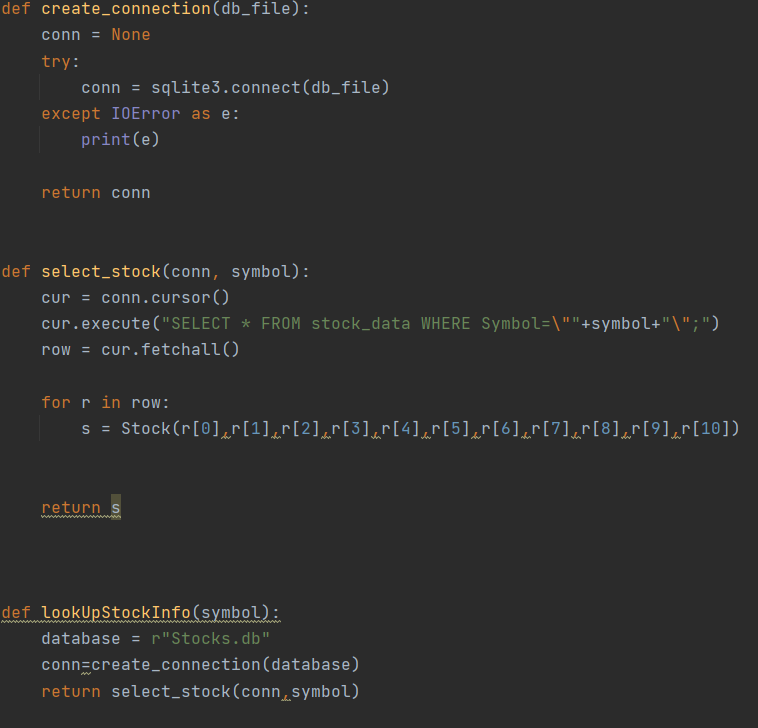 def create_connection(db_file):
    conn = None
    try:
        conn = sqlite3.connect(db_file)
    except IOError as e:
        print(e)

    return conn


def select_stock(conn, symbol):
    cur = conn.cursor()
    cur.execute("SELECT * FROM stock_data WHERE Symbol=\""+symbol+"\";")
    row = cur.fetchall()

    for r in row:
        s = Stock(r[0],r[1],r[2],r[3],r[4],r[5],r[6],r[7],r[8],r[9],r[10])


    return s



def lookUpStockInfo(symbol):
    database = r"Stocks.db"
    conn=create_connection(database)
    return select_stock(conn,symbol)